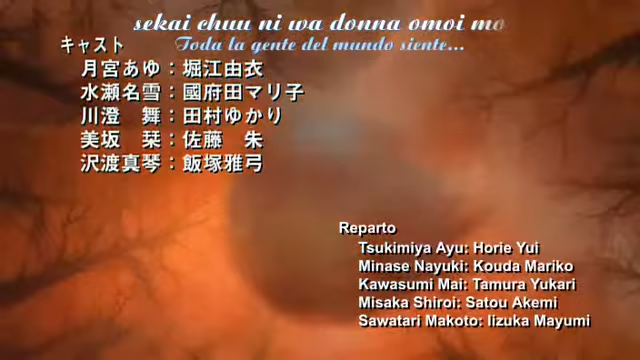 sekai chuu ni wa donna omoi mo
Toda la gente del mundo siente...
キャスト
月宮あゆ：堀江由衣
水瀬名雪：國府田マリ子
川澄　舞：田村ゆかり
美坂　栞：佐藤　朱
沢渡真琴：飯塚雅弓
Reparto
Tsukimiya Ayu: Horie Yui
Minase Nayuki: Kouda Mariko
Kawasumi Mai: Tamura Yukari
Misaka Shiroi: Satou Akemi
Sawatari Makoto: Iizuka Mayumi